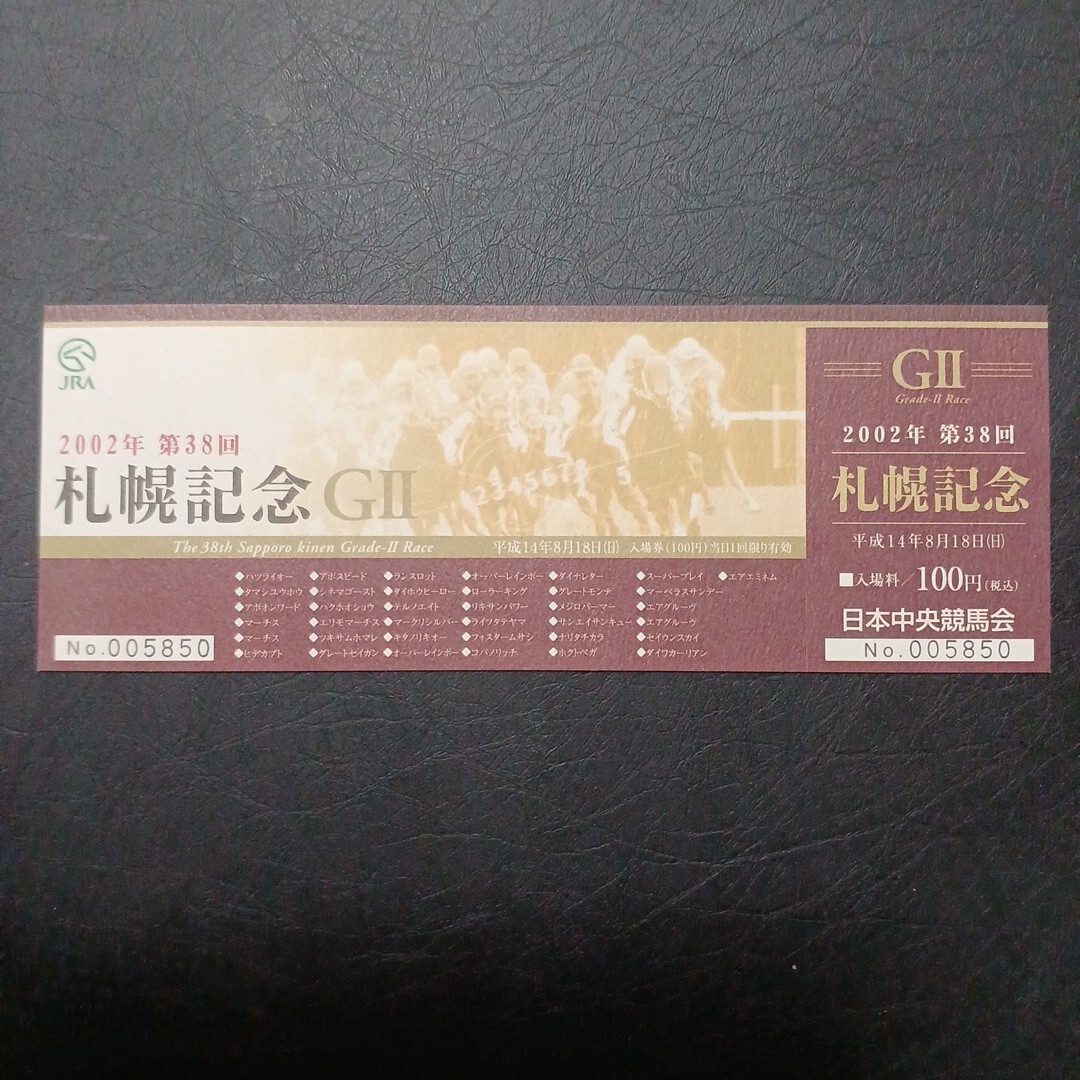 JRA
2002年 第38回
札幌記念 GII
The 38th Sapporo kinen Grade-II Race 平成14年8月18日(日) 入場券(100円)当日1回限り有効
◆ハツライオー ◆アポスピード ◆ランスロット ◆オーバーレインボー ◆ダイナレター ◆スーパープレイ ◆エアエミネム
◆タマシユウホウ ◆シネマゴースト ◆タイホウヒーロー ◆ローラーキング ◆グレートモンテ ◆マーベラスサンデー
◆アポオンワード ◆ハクホオショウ ◆テルノエイト ◆リキサンパワー ◆メジロパーマー ◆エアグルーヴ
◆マーチス ◆エリモマーチス ◆マークリシルバー ◆ライフタテヤマ ◆サンエイサンキュー ◆エアグルーヴ
◆マーチス ◆ツキサムホマレ ◆キタノリキオー ◆フォスタームサシ ◆ナリタチカラ ◆セイウンスカイ
◆ヒデカブト ◆グレートセイカン ◆オーバーレインボー ◆コバノリッチ ◆ホクトベガ ◆ダイワカーリアン
No.005850
GII
Grade-II Race
2002年 第38回
札幌記念
平成14年8月18日(日)
■入場料/100円(税込)
日本中央競馬会
No.005850